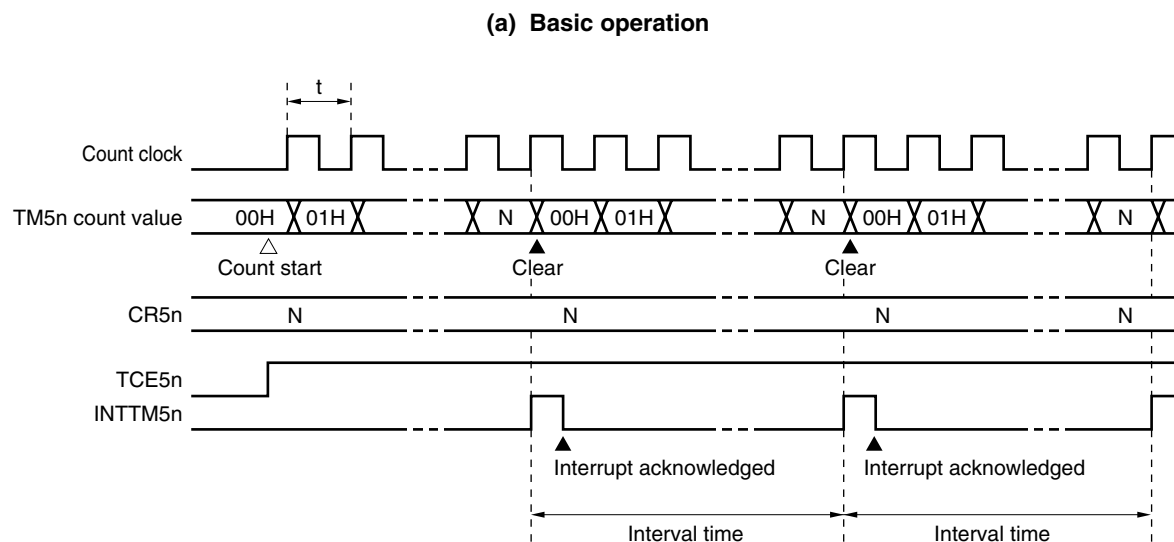 (a) Basic operation
t
Count clock
TM5n count value 00H 01H N 00H 01H N 00H 01H N
Count start Clear Clear
CR5n N N N N
TCE5n
INTTM5n
Interrupt acknowledged Interrupt acknowledged
Interval time Interval time